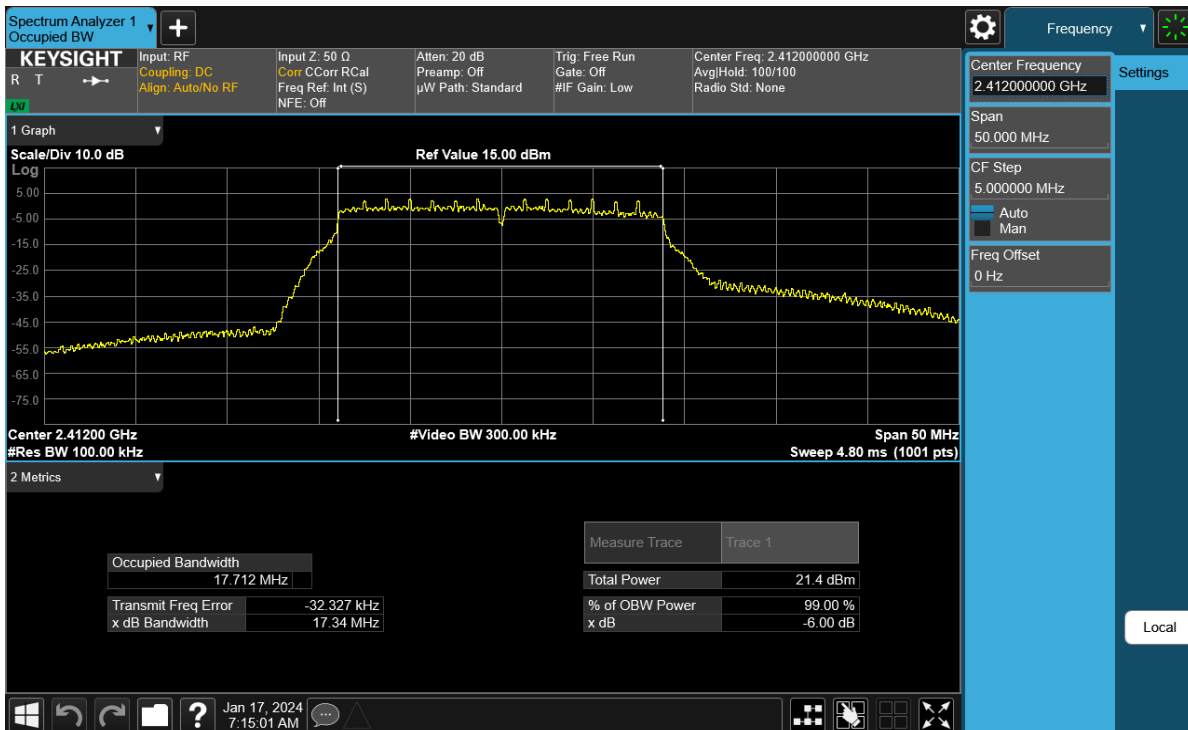 Spectrum Analyzer 1
Occupied BW
Frequency
KEYSIGHT
R T
LXI
Input: RF
Coupling: DC
Align: Auto/No RF
Input Z: 50 Ω
Corr CCorr RCal
Freq Ref: Int (S)
NFE: Off
Atten: 20 dB
Preamp: Off
µW Path: Standard
Trig: Free Run
Gate: Off
#IF Gain: Low
Center Freq: 2.412000000 GHz
Avg|Hold: 100/100
Radio Std: None
Center Frequency
2.412000000 GHz
Settings
Span
50.000 MHz
CF Step
5.000000 MHz
Auto
Man
Freq Offset
0 Hz
Local
1 Graph
Scale/Div 10.0 dB
Ref Value 15.00 dBm
Log
5.00
-5.00
-15.0
-25.0
-35.0
-45.0
-55.0
-65.0
-75.0
Center 2.41200 GHz
#Video BW 300.00 kHz
Span 50 MHz
#Res BW 100.00 kHz
Sweep 4.80 ms (1001 pts)
2 Metrics
Measure Trace
Trace 1
Occupied Bandwidth
17.712 MHz
Total Power
21.4 dBm
Transmit Freq Error
-32.327 kHz
% of OBW Power
99.00 %
x dB Bandwidth
17.34 MHz
x dB
-6.00 dB
?
Jan 17, 2024
7:15:01 AM